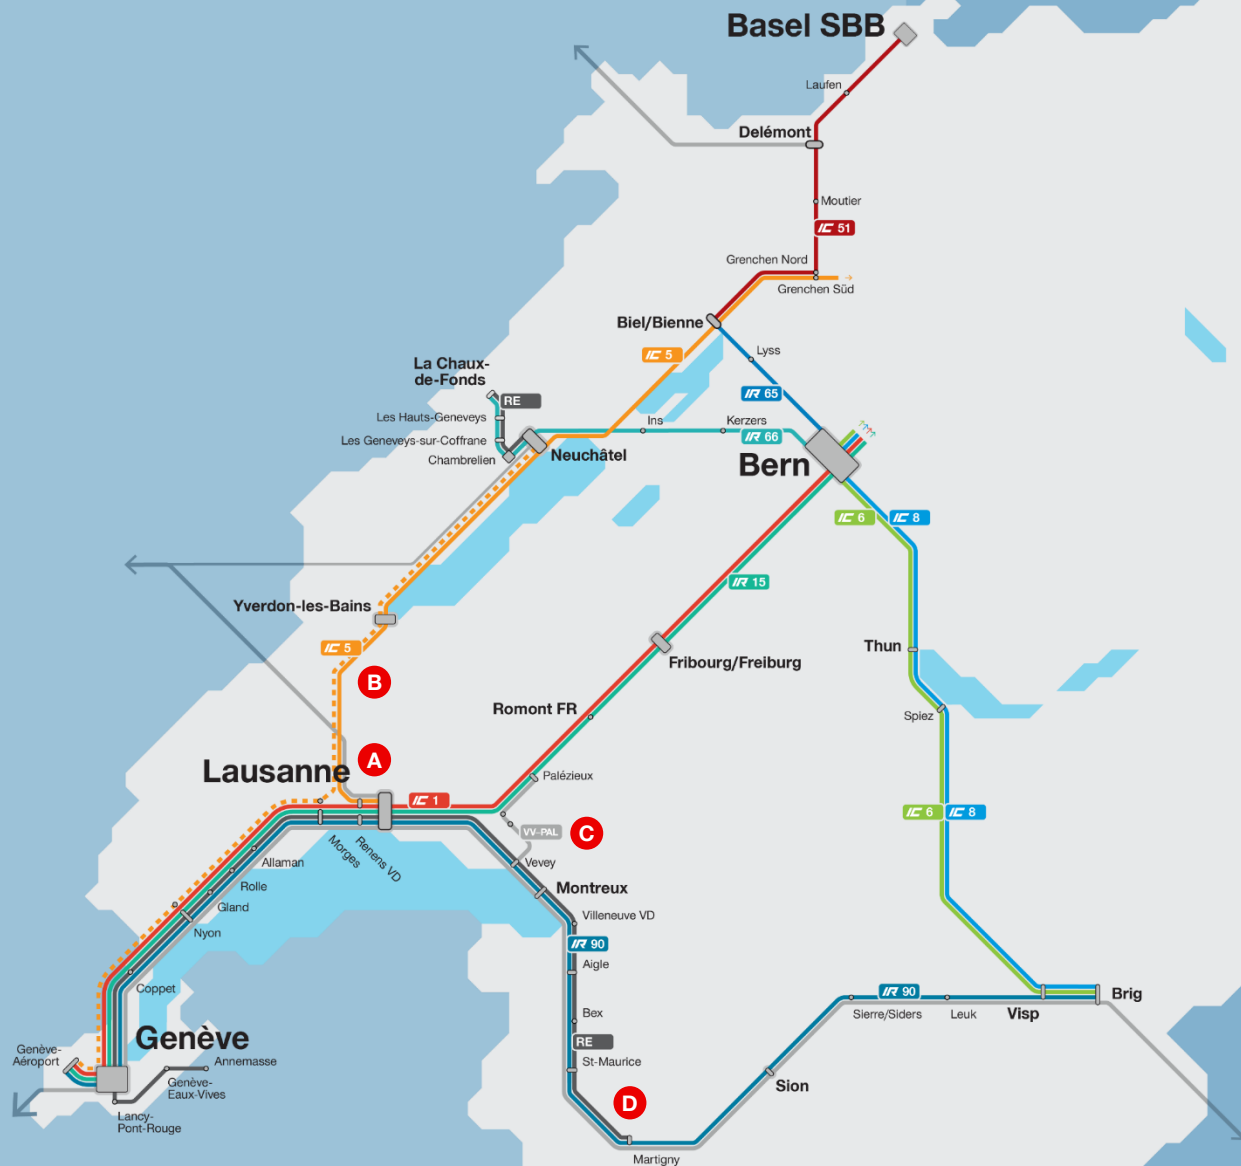 Basel SBB
Laufen
Delémont
Moutier
IC 51
Grenchen Nord
Grenchen Süd
Biel/Bienne
Lyss
IC 5
La Chaux-
de-Fonds
RE
IR 65
Les Hauts-Geneveys
Ins
Kerzers
IR 66
Les Geneveys-sur-Coffrane
Chambrelien
Neuchâtel
Bern
IC 6
IC 8
IR 15
Yverdon-les-Bains
IC 5
B
Thun
Fribourg/Freiburg
Romont FR
Spiez
A
Lausanne
Palézieux
IC 1
IC 6
IC 8
VV-PAL
C
Morges
Renens VD
Allaman
Vevey
Rolle
Montreux
Gland
Villeneuve VD
Nyon
IR 90
Aigle
Coppet
IR 90
Brig
Bex
Sierre/Siders
Leuk
Visp
Genève
RE
Genève-
Aéroport
Annemasse
St-Maurice
Genève-
Eaux-Vives
Sion
D
Lancy-
Pont-Rouge
Martigny